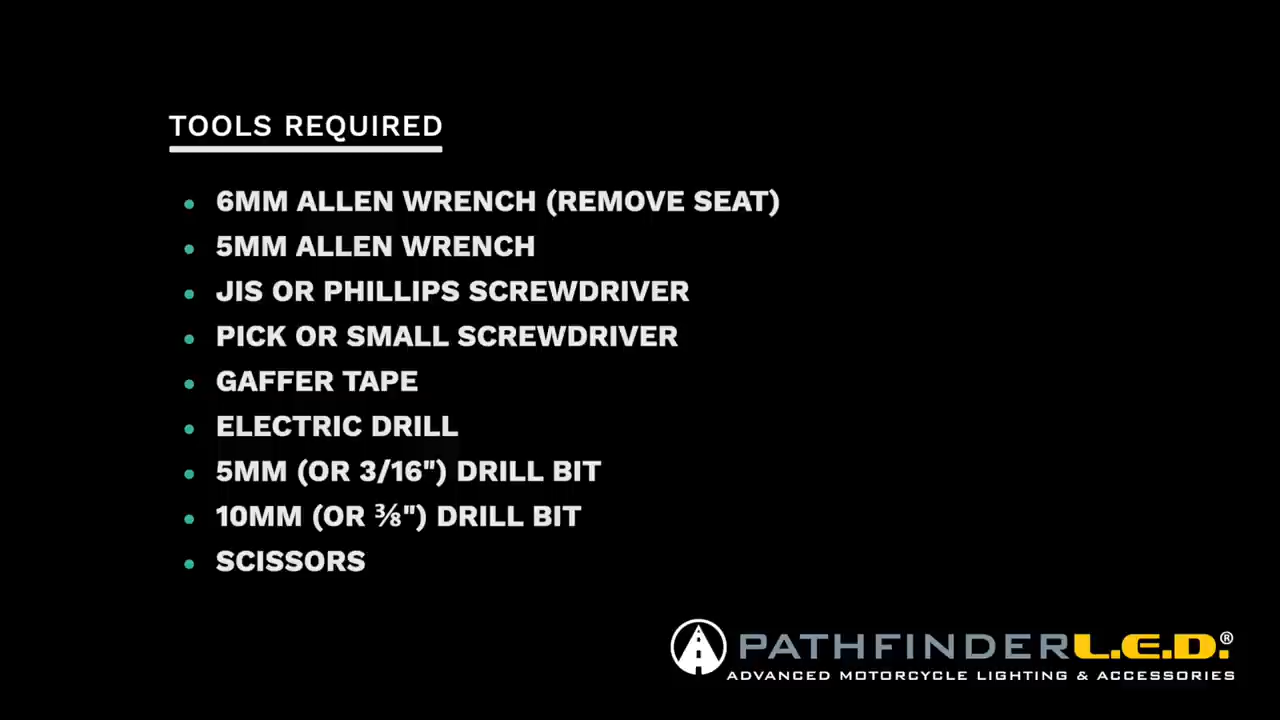 TOOLS REQUIRED
6MM ALLEN WRENCH (REMOVE SEAT)
5MM ALLEN WRENCH
JIS OR PHILLIPS SCREWDRIVER
PICK OR SMALL SCREWDRIVER
GAFFER TAPE
ELECTRIC DRILL
5MM (OR 3/16") DRILL BIT
10MM (OR ⅜") DRILL BIT
SCISSORS
PATHFINDERL.E.D.®
ADVANCED MOTORCYCLE LIGHTING & ACCESSORIES